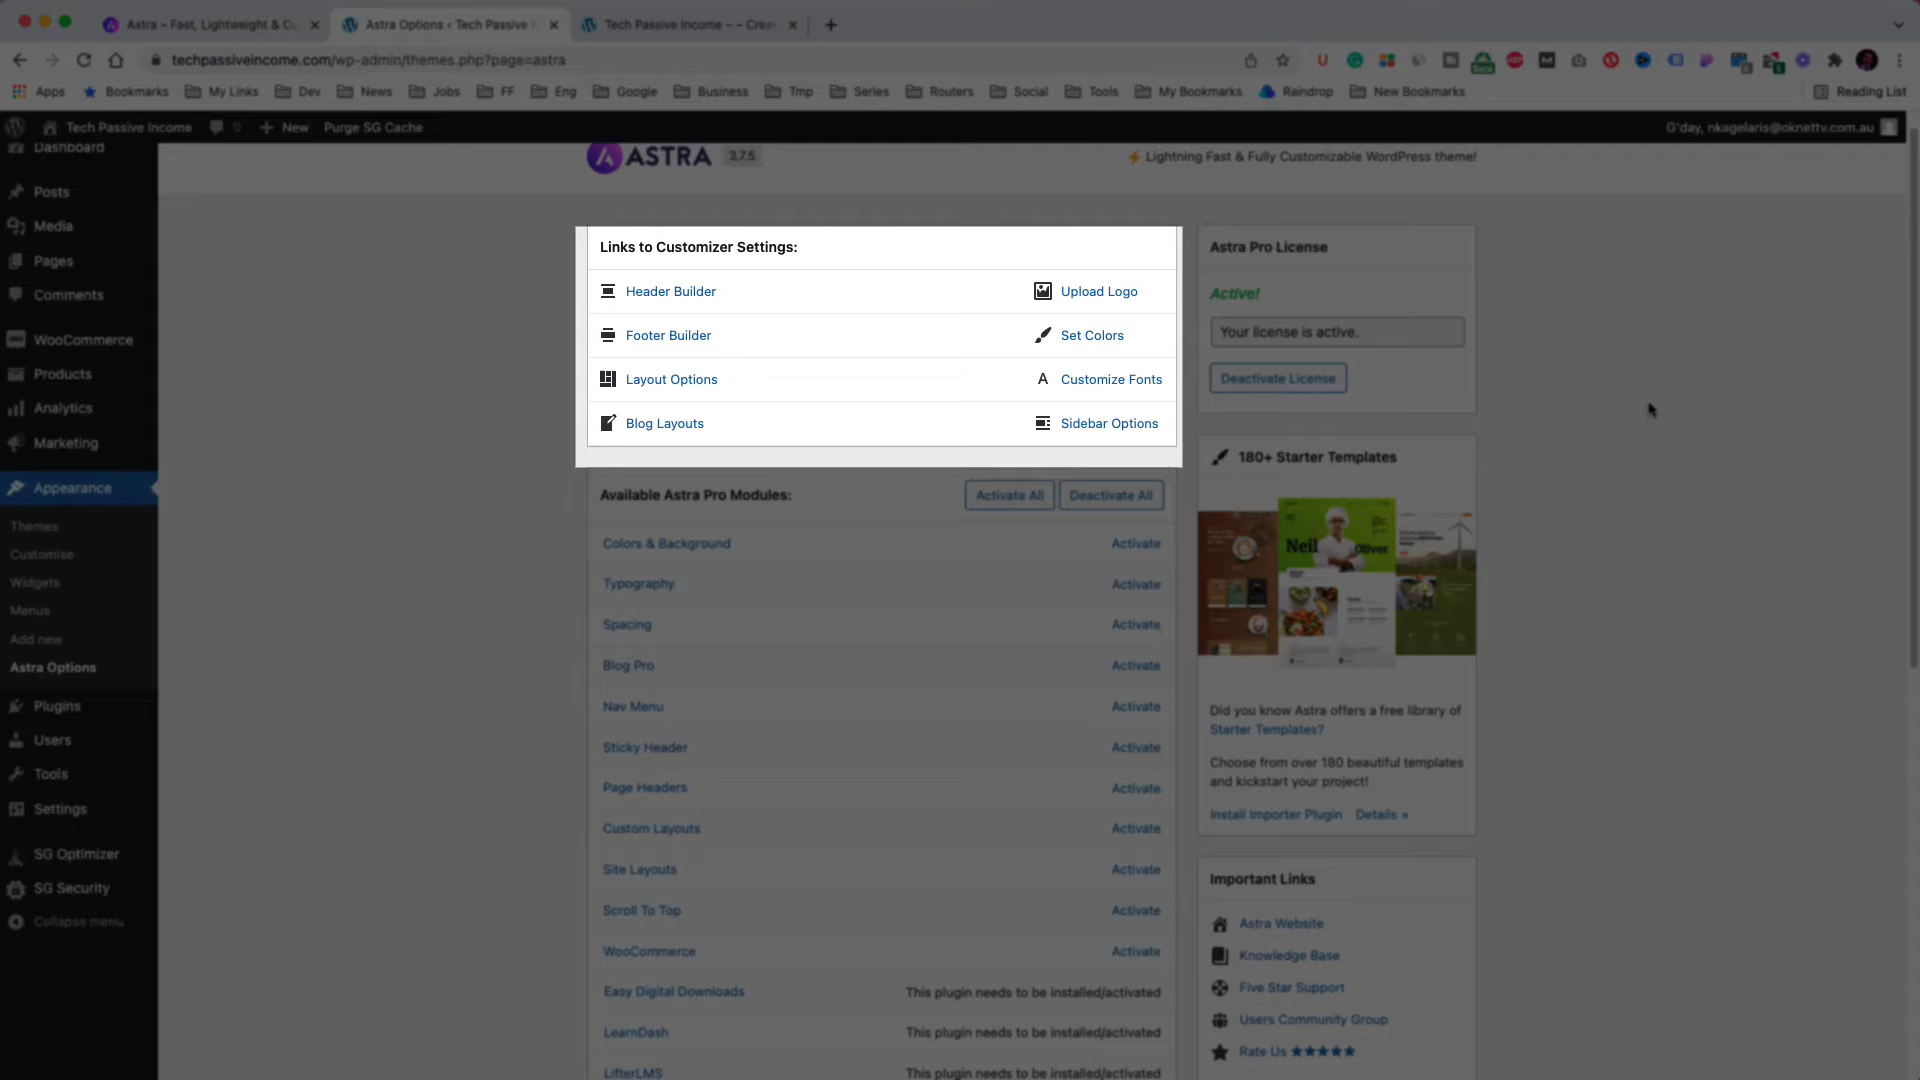 Astra – Fast, Lightweight & Cu
Astra Options ‹ Tech Passive I
Tech Passive Income – – Creat
techpassiveincome.com/wp-admin/themes.php?page=astra
Apps
Bookmarks
My Links
Dev
News
Jobs
FF
Eng
Google
Business
Tmp
Series
Routers
Social
Tools
My Bookmarks
Raindrop
New Bookmarks
Reading List
Tech Passive Income
0
New
Purge SG Cache
G'day, nkagelaris@oknettv.com.au
Dashboard
Posts
Media
Pages
Comments
WooCommerce
Products
Analytics
Marketing
Appearance
Themes
Customise
Widgets
Menus
Add new
Astra Options
Plugins
Users
Tools
Settings
SG Optimizer
SG Security
Collapse menu
ASTRA 3.7.5
Lightning Fast & Fully Customizable WordPress theme!
Links to Customizer Settings:
Header Builder
Upload Logo
Footer Builder
Set Colors
Layout Options
Customize Fonts
Blog Layouts
Sidebar Options
Available Astra Pro Modules:
Activate All
Deactivate All
Colors & Background Activate
Typography Activate
Spacing Activate
Blog Pro Activate
Nav Menu Activate
Sticky Header Activate
Page Headers Activate
Custom Layouts Activate
Site Layouts Activate
Scroll To Top Activate
WooCommerce Activate
Easy Digital Downloads This plugin needs to be installed/activated
LearnDash This plugin needs to be installed/activated
LifterLMS This plugin needs to be installed/activated
Astra Pro License
Active!
Your license is active.
Deactivate License
180+ Starter Templates
Neil Oliver
Did you know Astra offers a free library of
Starter Templates?
Choose from over 180 beautiful templates
and kickstart your project!
Install Importer Plugin Details »
Important Links
Astra Website
Knowledge Base
Five Star Support
Users Community Group
Rate Us ★★★★★